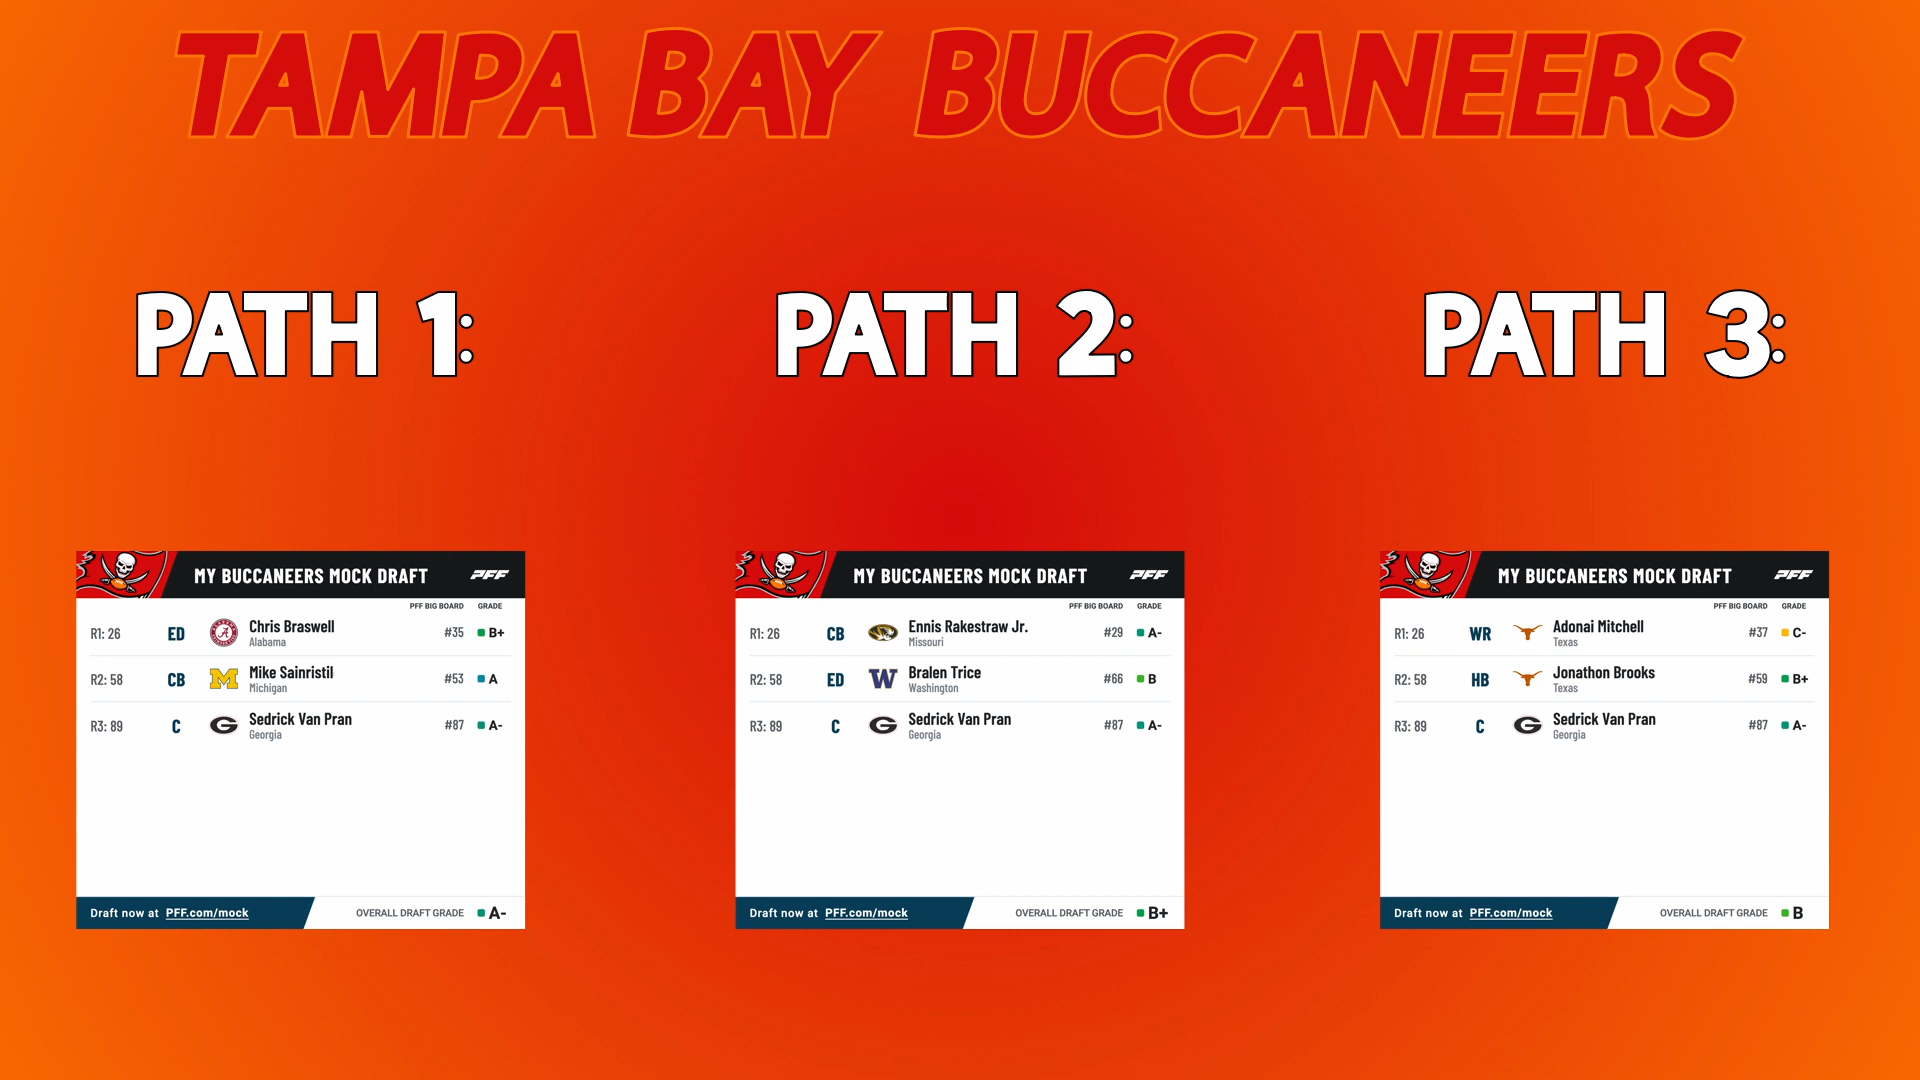 TAMPA BAY BUCCANEERS
PATH 1:
PATH 2:
PATH 3:
MY BUCCANEERS MOCK DRAFT PFF
PFF BIG BOARD GRADE
R1: 26 ED Chris Braswell #35 B+
Alabama
R2: 58 CB Mike Sainristil #53 A
Michigan
R3: 89 C Sedrick Van Pran #87 A-
Georgia
Draft now at PFF.com/mock OVERALL DRAFT GRADE A-
MY BUCCANEERS MOCK DRAFT PFF
PFF BIG BOARD GRADE
R1: 26 CB Ennis Rakestraw Jr. #29 A-
Missouri
R2: 58 ED Bralen Trice #66 B
Washington
R3: 89 C Sedrick Van Pran #87 A-
Georgia
Draft now at PFF.com/mock OVERALL DRAFT GRADE B+
MY BUCCANEERS MOCK DRAFT PFF
PFF BIG BOARD GRADE
R1: 26 WR Adonai Mitchell #37 C-
Texas
R2: 58 HB Jonathon Brooks #59 B+
Texas
R3: 89 C Sedrick Van Pran #87 A-
Georgia
Draft now at PFF.com/mock OVERALL DRAFT GRADE B